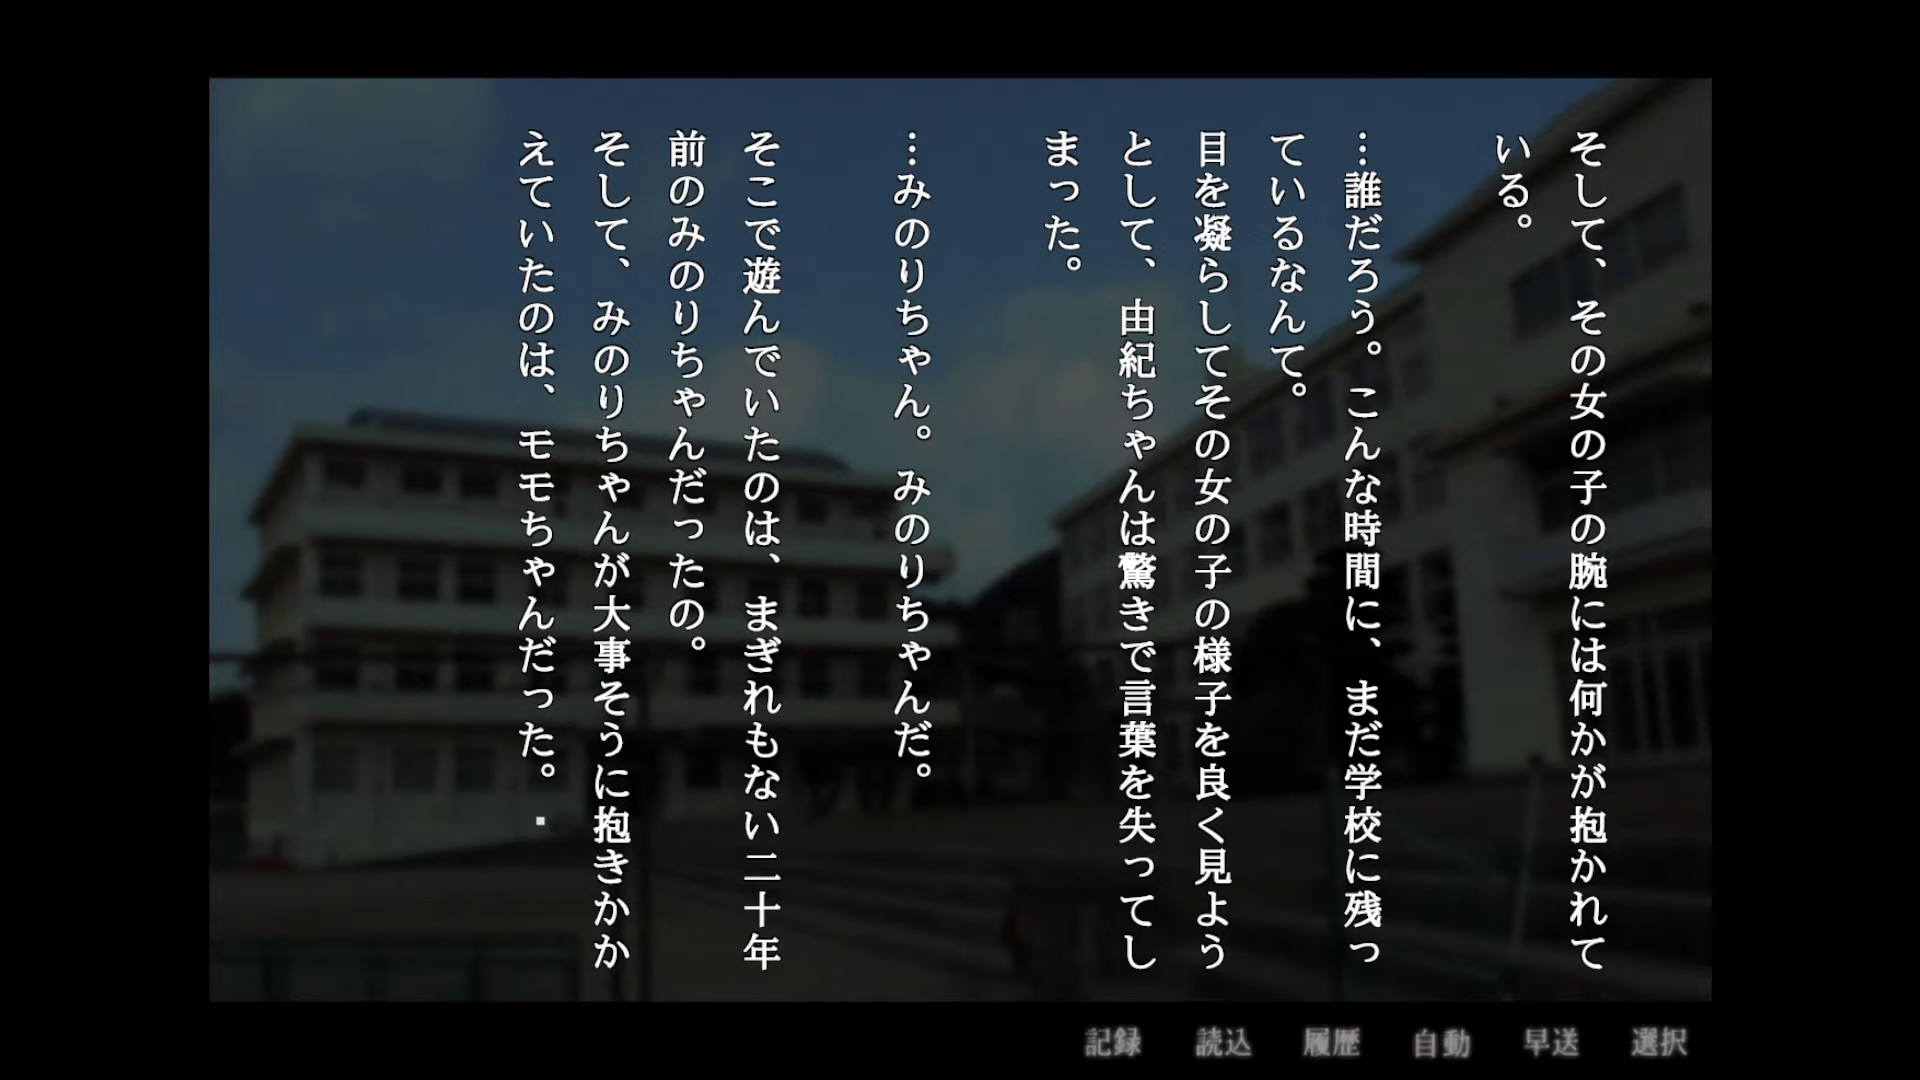 そして、その女の子の腕には何かが抱かれて
いる。
…誰だろう。こんな時間に、まだ学校に残っ
ているなんて。
目を凝らしてその女の子の様子を良く見よう
として、由紀ちゃんは驚きで言葉を失ってし
まった。
…みのりちゃん。みのりちゃんだ。
そこで遊んでいたのは、まぎれもない二十年
前のみのりちゃんだったの。
そして、みのりちゃんが大事そうに抱きかか
えていたのは、モモちゃんだった。
記録 読込 履歴 自動 早送 選択